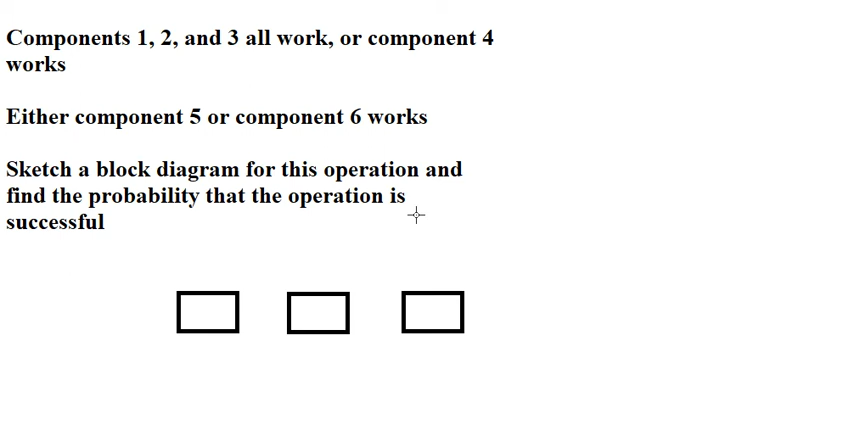 Components 1, 2, and 3 all work, or component 4
works
Either component 5 or component 6 works
Sketch a block diagram for this operation and
find the probability that the operation is
successful